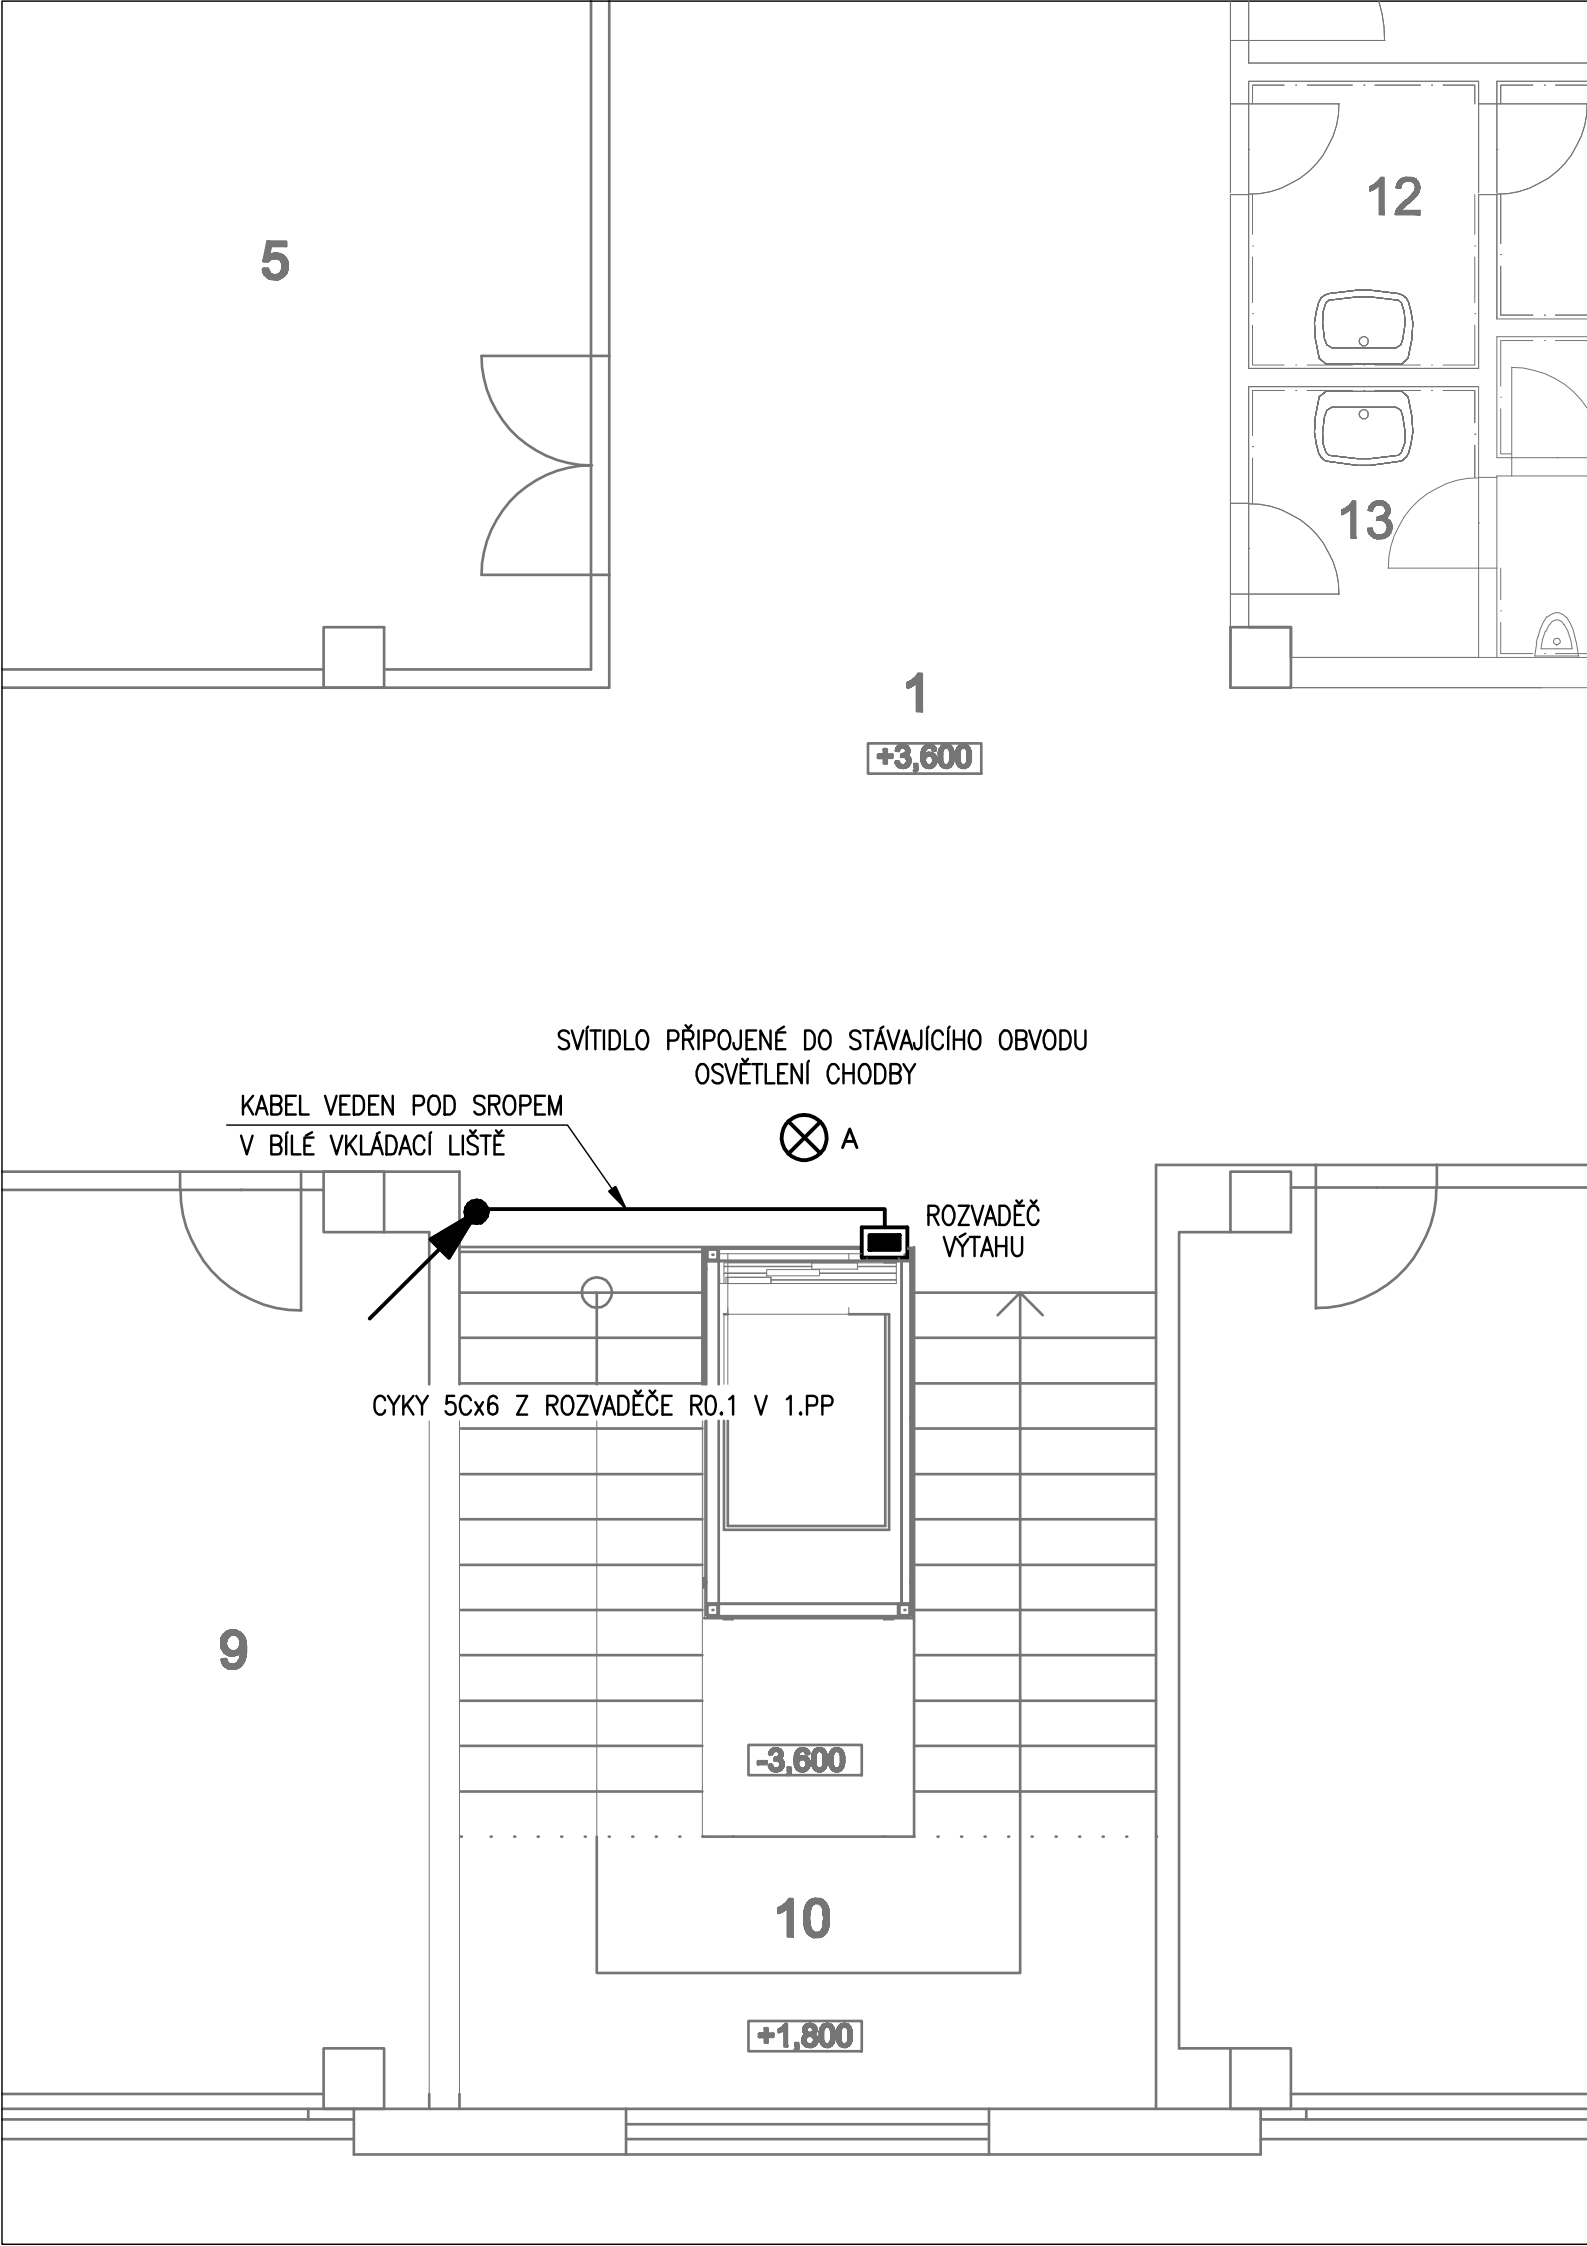 12
5
13
1
+3,600
SVÍTIDLO PŘIPOJENÉ DO STÁVAJÍCÍHO OBVODU
OSVĚTLENÍ CHODBY
KABEL VEDEN POD SROPEM
V BÍLÉ VKLÁDACÍ LIŠTĚ
A
ROZVADĚČ
VÝTAHU
CYKY 5Cx6 Z ROZVADĚČE R0.1 V 1.PP
9
-3,600
10
+1,800